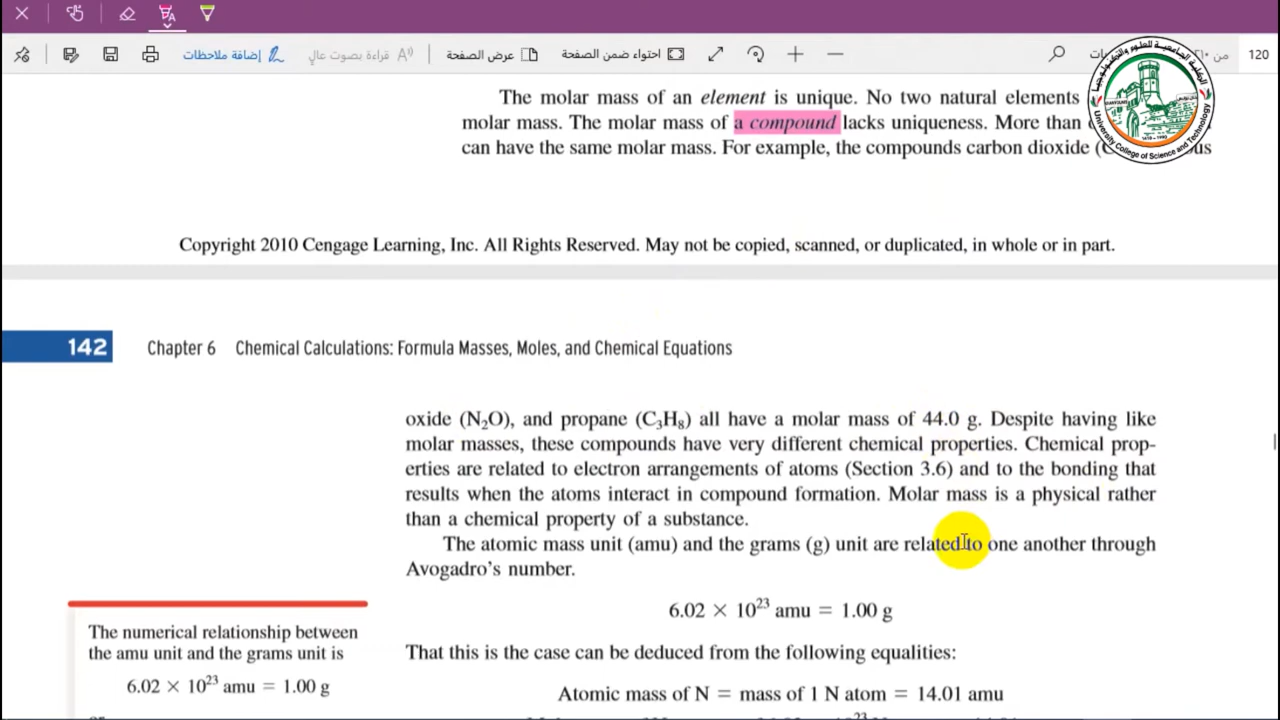 إضافة ملاحظات
قراءة بصوت عالٍ
عرض الصفحة
احتواء ضمن الصفحة
من
120
The molar mass of an element is unique. No two natural elements
molar mass. The molar mass of a compound lacks uniqueness. More than
can have the same molar mass. For example, the compounds carbon dioxide
University College of Science and Technology
Copyright 2010 Cengage Learning, Inc. All Rights Reserved. May not be copied, scanned, or duplicated, in whole or in part.
142 Chapter 6 Chemical Calculations: Formula Masses, Moles, and Chemical Equations
oxide (N₂O), and propane (C₃H₈) all have a molar mass of 44.0 g. Despite having like
molar masses, these compounds have very different chemical properties. Chemical prop-
erties are related to electron arrangements of atoms (Section 3.6) and to the bonding that
results when the atoms interact in compound formation. Molar mass is a physical rather
than a chemical property of a substance.
The atomic mass unit (amu) and the grams (g) unit are related to one another through
Avogadro's number.
6.02 × 10²³ amu = 1.00 g
The numerical relationship between
the amu unit and the grams unit is
6.02 × 10²³ amu = 1.00 g
That this is the case can be deduced from the following equalities:
Atomic mass of N = mass of 1 N atom = 14.01 amu